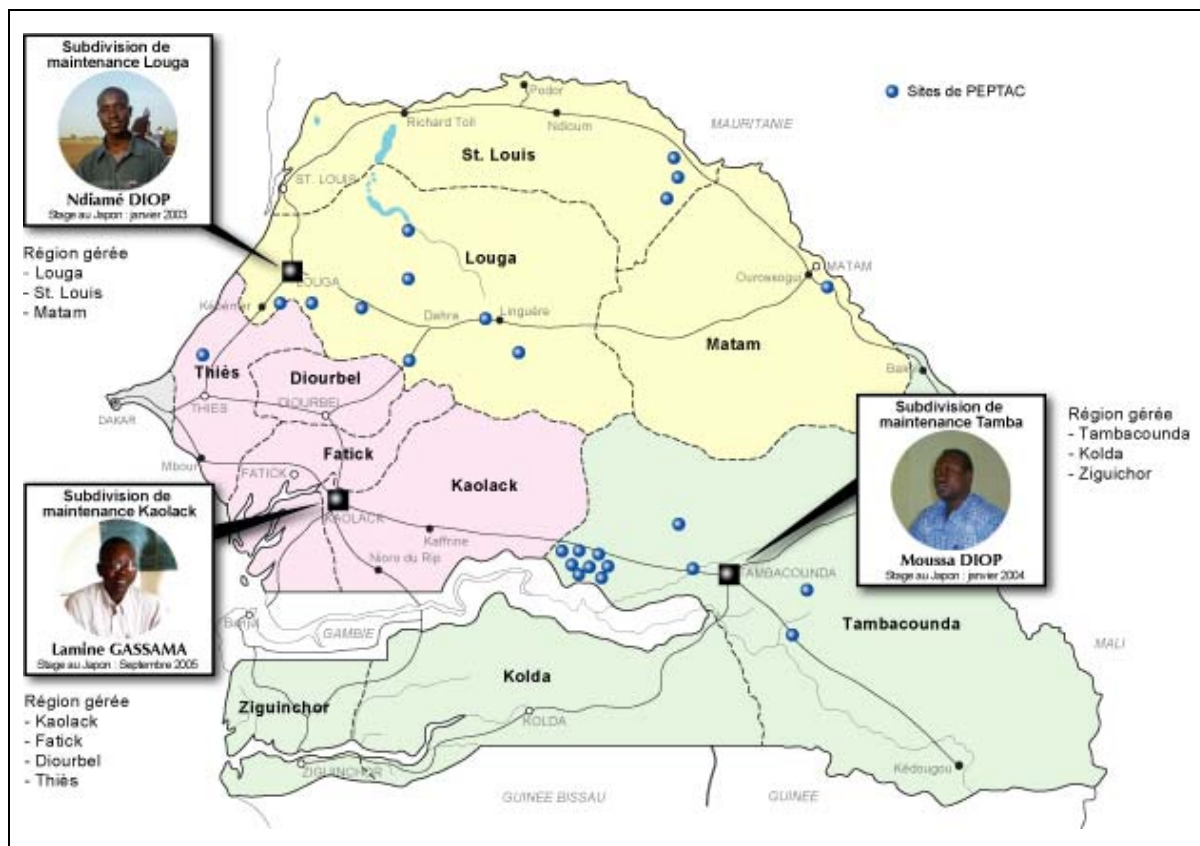 Subdivision de
maintenance Louga
Ndiamé DIOP
Stage au Japon : janvier 2003
Région gérée
- Louga
- St. Louis
- Matam
Sites de PEPTAC
MAURITANIE
Podor
Richard Toll
Ndioum
St. Louis
ST. LOUIS
Louga
LOUGA
MATAM
Ourossogui
Kébémer
Dahra
Linguère
Matam
Thiès
Diourbel
Bakel
DAKAR
THIES
DIOURBEL
Subdivision de
maintenance Tamba
Moussa DIOP
Stage au Japon : janvier 2004
Région gérée
- Tambacounda
- Kolda
- Ziguichor
Mbour
Fatick
FATICK
Kaolack
KAOLACK
Kaffrine
Nioro du Rip
Subdivision de
maintenance Kaolack
Lamine GASSAMA
Stage au Japon : Septembre 2005
Région gérée
- Kaolack
- Fatick
- Diourbel
- Thiès
TAMBACOUNDA
Tambacounda
Banjul
GAMBIE
MALI
Kolda
KOLDA
Ziguinchor
ZIGUINCHOR
Kédougou
GUINEE BISSAU
GUINEE